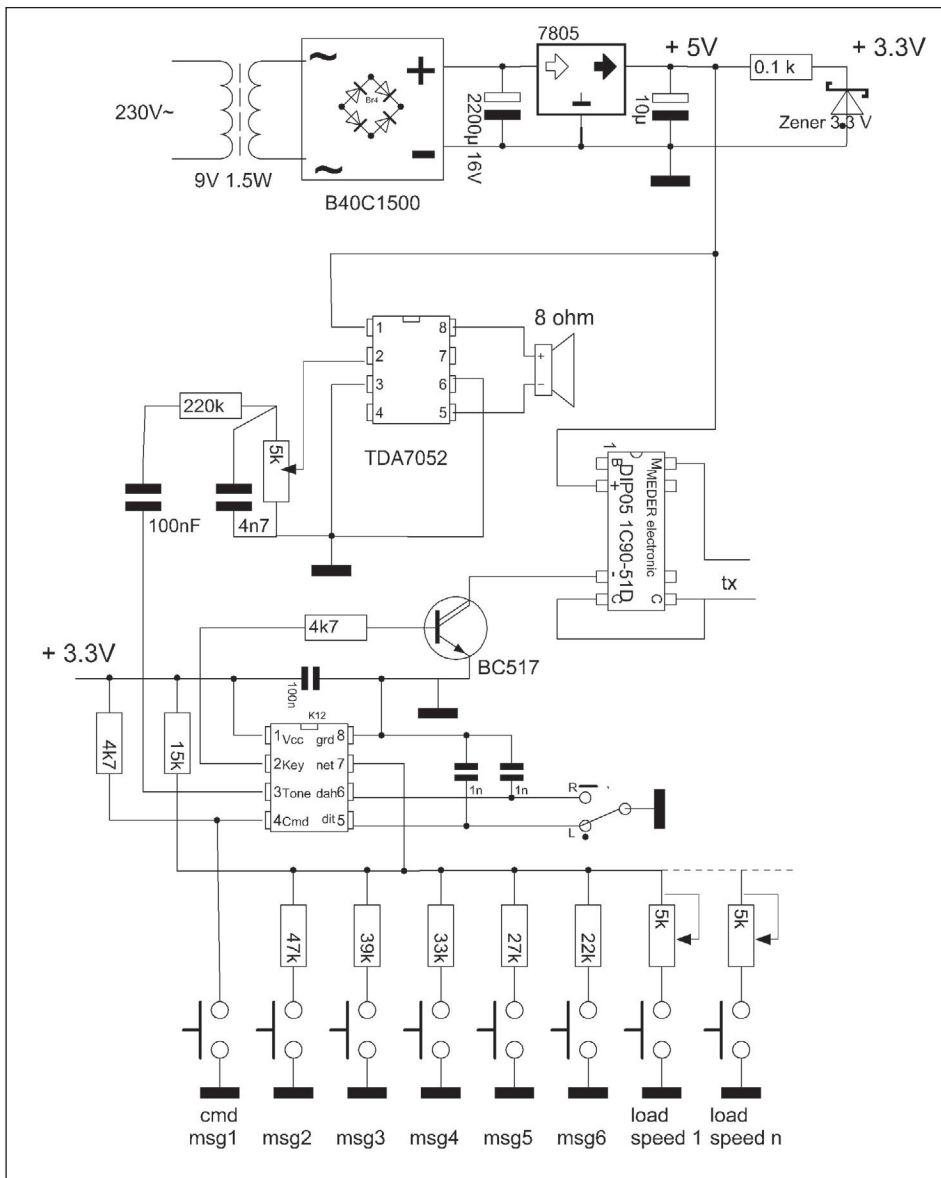 7805
+ 5V
+ 3.3V
~
+
0.1 k
230V~
Br4
2200µ 16V
10µ
Zener 3.3 V
~
-
9V 1.5W
B40C1500
8 ohm
1 8
2 7
3 6
4 5
+
-
220k
5k
TDA7052
100nF
4n7
1
B M
+
MEDER electronic
DIP05 1C90-51D
-
C C
tx
4k7
BC517
+ 3.3V
100n
K12
4k7
15k
1 Vcc grd 8
2 Key net 7
3 Tone dah 6
4 Cmd dit 5
1n
1n
R
L
47k
39k
33k
27k
22k
5k
5k
cmd
msg1
msg2
msg3
msg4
msg5
msg6
load
speed 1
load
speed n